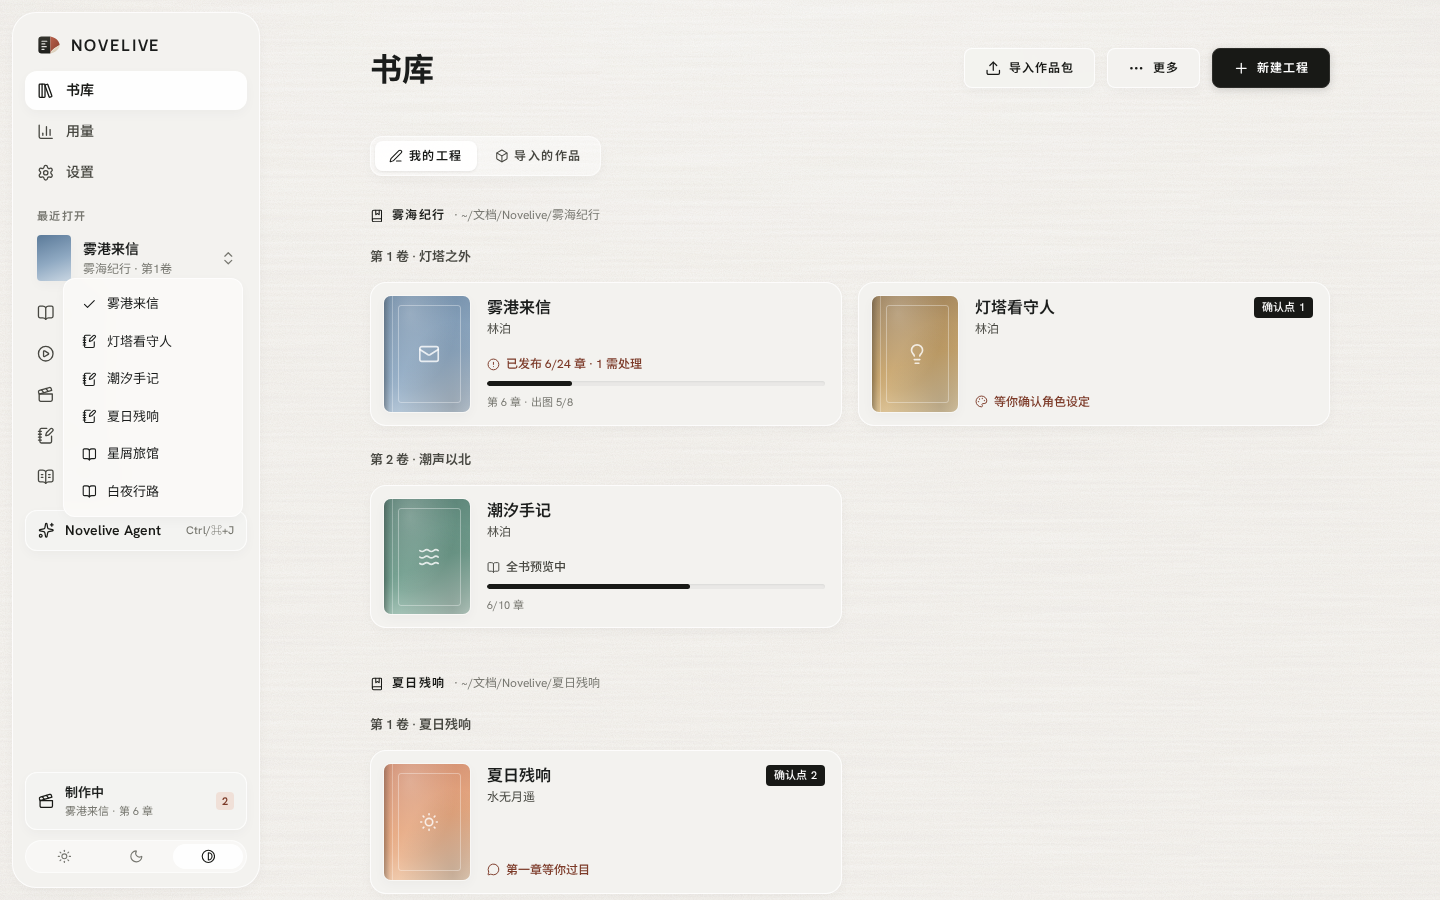 NOVELIVE
书库
用量
设置
最近打开
雾港来信
雾海纪行 · 第1卷
雾港来信
灯塔看守人
潮汐手记
夏日残响
星屑旅馆
白夜行路
Novelive Agent Ctrl/⌘+J
制作中
雾港来信 · 第 6 章
2
书库
导入作品包
更多
新建工程
我的工程
导入的作品
雾海纪行 · ~/文档/Novelive/雾海纪行
第 1 卷 · 灯塔之外
雾港来信
林泊
已发布 6/24 章 · 1 需处理
第 6 章 · 出图 5/8
灯塔看守人
确认点 1
林泊
等你确认角色设定
第 2 卷 · 潮声以北
潮汐手记
林泊
全书预览中
6/10 章
夏日残响 · ~/文档/Novelive/夏日残响
第 1 卷 · 夏日残响
夏日残响
确认点 2
水无月遥
第一章等你过目